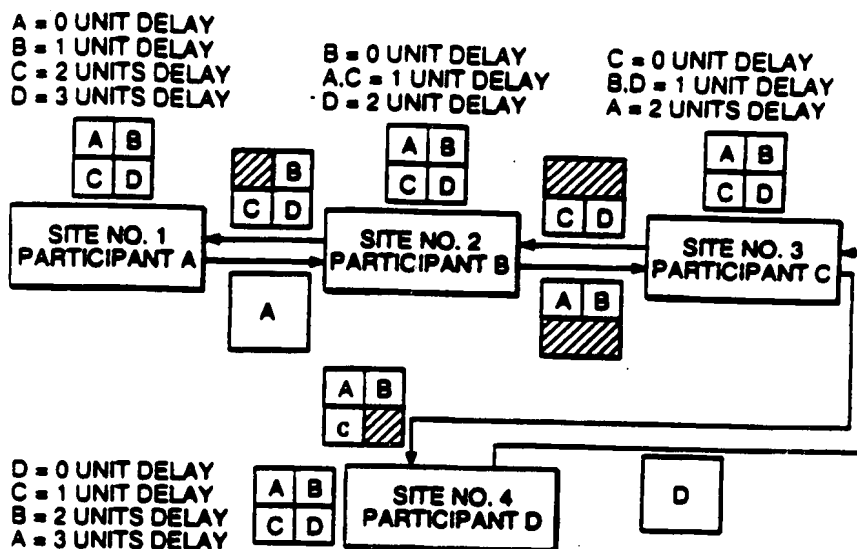 A = 0 UNIT DELAY
B = 1 UNIT DELAY
C = 2 UNITS DELAY
D = 3 UNITS DELAY
B = 0 UNIT DELAY
A.C = 1 UNIT DELAY
D = 2 UNIT DELAY
C = 0 UNIT DELAY
B.D = 1 UNIT DELAY
A = 2 UNITS DELAY
A B
C D
B
C D
A B
C D
C D
A B
C D
SITE NO. 1
PARTICIPANT A
SITE NO. 2
PARTICIPANT B
SITE NO. 3
PARTICIPANT C
A
A B
A B
C
D = 0 UNIT DELAY
C = 1 UNIT DELAY
B = 2 UNITS DELAY
A = 3 UNITS DELAY
A B
C D
SITE NO. 4
PARTICIPANT D
D